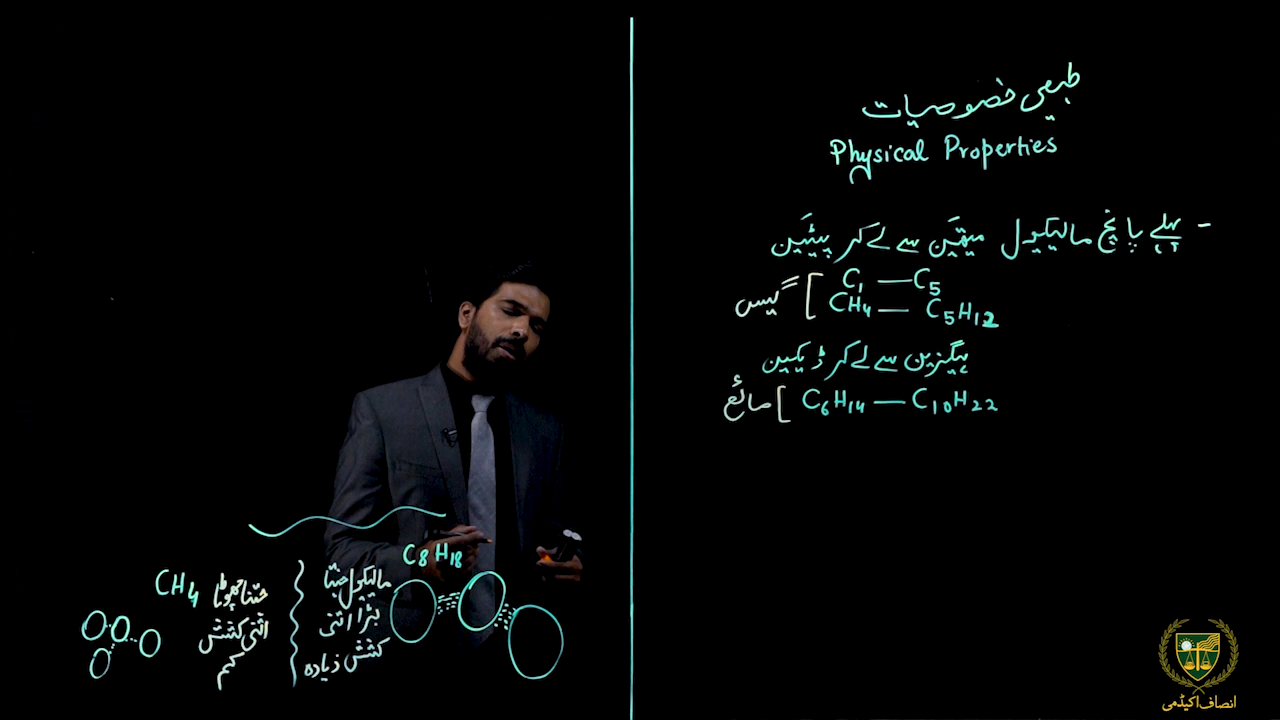 طبعی خصوصیات
Physical Properties
- پہلے پانچ مالیکیول میتھین سے لے کر پینٹین
C₁ — C₅
گیس [ CH₄ — C₅H₁₂
ہیگزین سے لے کر ڈیکین
مائع [ C₆H₁₄ — C₁₀H₂₂
C₈H₁₈
مالیکیول جتنا
بڑا اتنی
کشش زیادہ
CH₄ جتنا چھوٹا
اتنی کشش
کم
انصاف اکیڈمی